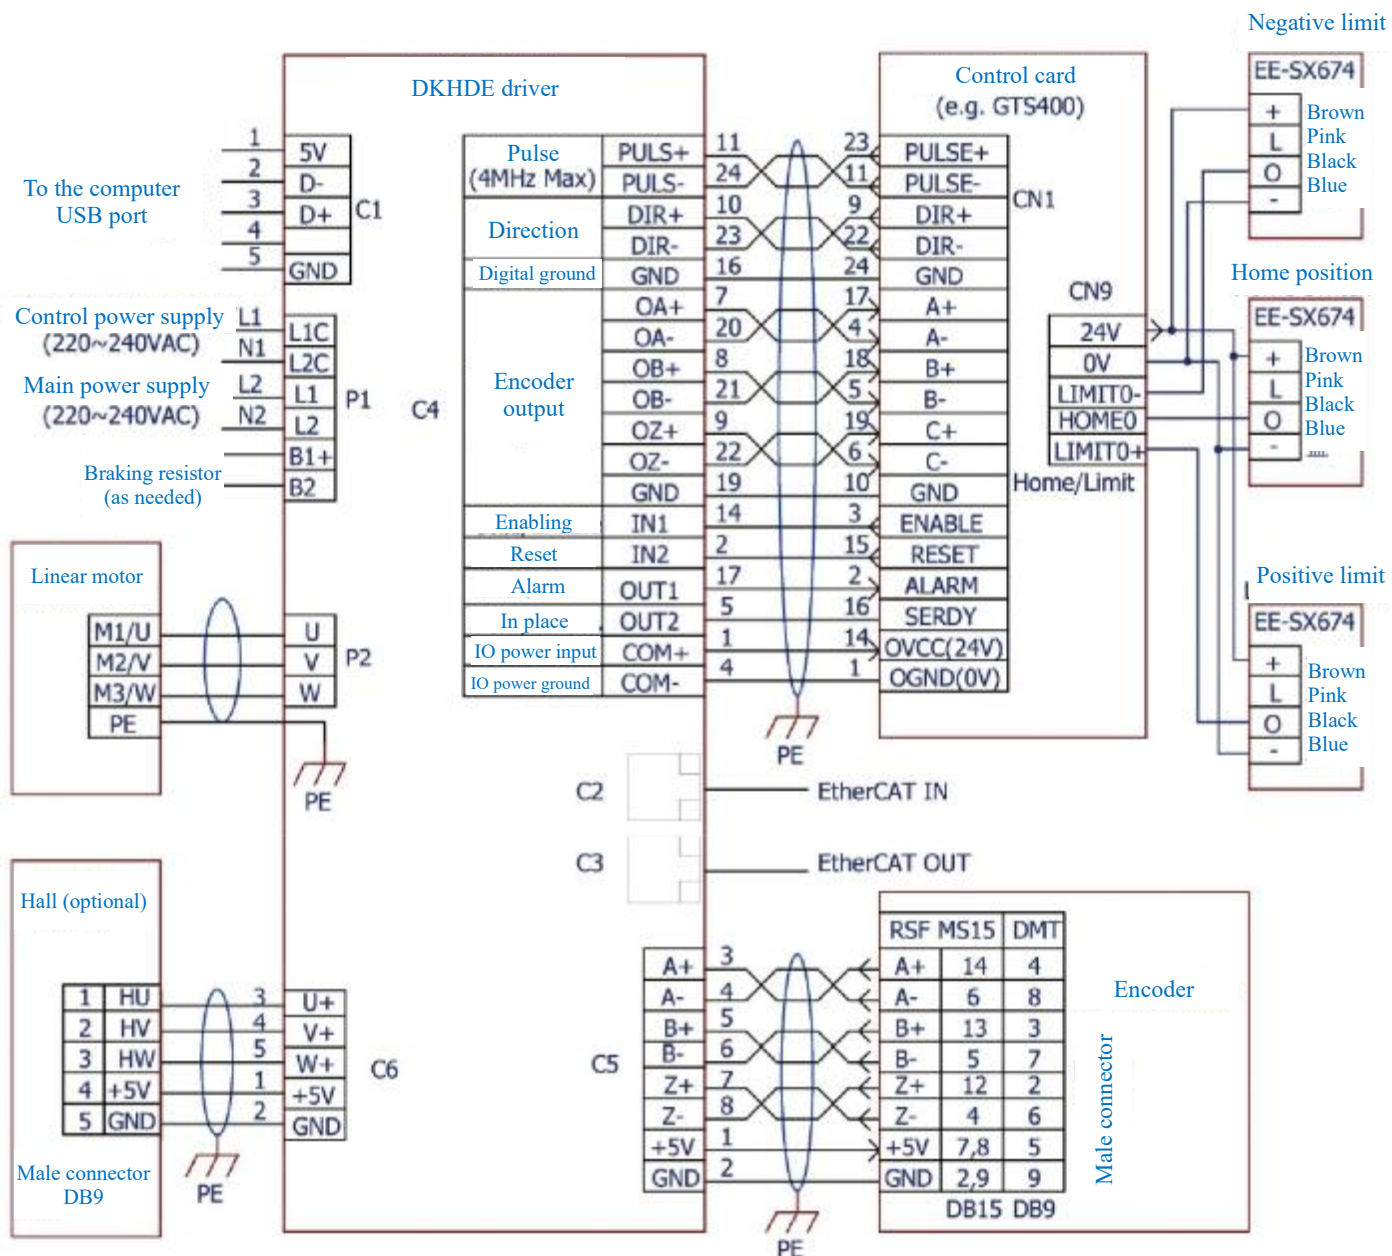 Negative limit
EE-SX674
+ Brown
L Pink
O Black
- Blue
DKHDE driver
Control card
(e.g. GTS400)
To the computer
USB port
1 5V
2 D-
3 D+
4
5 GND
C1
Control power supply
(220~240VAC)
Main power supply
(220~240VAC)
L1 L1C
N1 L2C
L2 L1
N2 L2
B1+
B2
P1
Braking resistor
(as needed)
C4
Pulse
(4MHz Max)
PULS+ 11 23 PULSE+
PULS- 24 11 PULSE-
CN1
Direction
DIR+ 10 9 DIR+
DIR- 23 22 DIR-
Digital ground GND 16 24 GND
Encoder
output
OA+ 7 17 A+
OA- 20 4 A-
OB+ 8 18 B+
OB- 21 5 B-
OZ+ 9 19 C+
OZ- 22 6 C-
GND 19 10 GND
Enabling IN1 14 3 ENABLE
Reset IN2 2 15 RESET
Alarm OUT1 17 2 ALARM
In place OUT2 5 16 SERDY
IO power input COM+ 1 14 OVCC(24V)
IO power ground COM- 4 1 OGND(0V)
PE
CN9
24V
0V
LIMIT0-
HOME0
LIMIT0+
Home/Limit
Home position
EE-SX674
+ Brown
L Pink
O Black
- Blue
Positive limit
EE-SX674
+ Brown
L Pink
O Black
- Blue
Linear motor
M1/U U
M2/V V
M3/W W
PE
P2
PE
C2 EtherCAT IN
C3 EtherCAT OUT
Hall (optional)
1 HU 3 U+
2 HV 4 V+
3 HW 5 W+
4 +5V 1 +5V
5 GND 2 GND
C6
PE
Male connector
DB9
C5
RSF MS15 DMT
A+ 3 A+ 14 4
A- 4 A- 6 8
B+ 5 B+ 13 3
B- 6 B- 5 7
Z+ 7 Z+ 12 2
Z- 8 Z- 4 6
+5V 1 +5V 7,8 5
GND 2 GND 2,9 9
DB15 DB9
Encoder
Male connector
PE